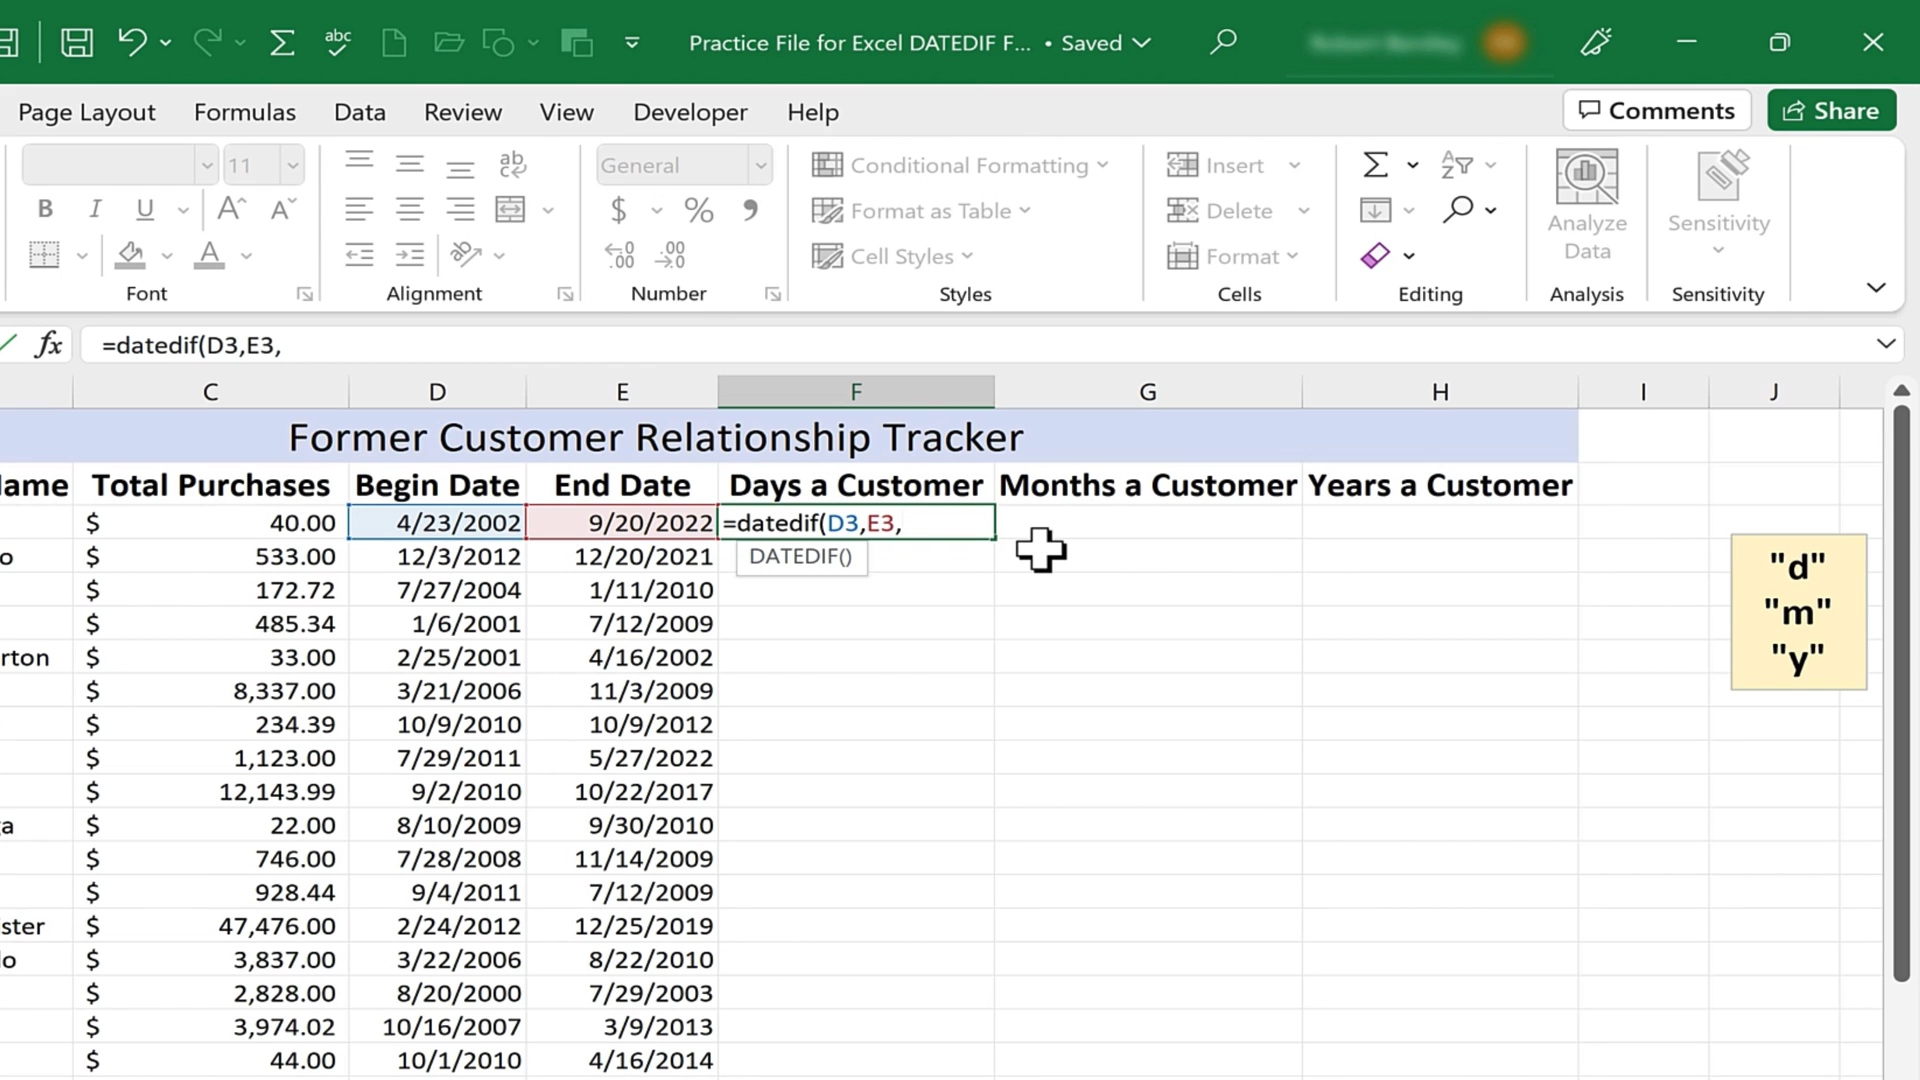 abc
Practice File for Excel DATEDIF F... • Saved
Page Layout Formulas Data Review View Developer Help Comments Share
11 ab General Conditional Formatting Insert
B I U A A $ % , Format as Table Delete Analyze Data Sensitivity
A .00 .00 Cell Styles Format
Font Alignment Number Styles Cells Editing Analysis Sensitivity
fx =datedif(D3,E3,
C D E F G H I J
Former Customer Relationship Tracker
ame Total Purchases Begin Date End Date Days a Customer Months a Customer Years a Customer
$ 40.00 4/23/2002 9/20/2022 =datedif(D3,E3,
o $ 533.00 12/3/2012 12/20/2021 DATEDIF()
$ 172.72 7/27/2004 1/11/2010
$ 485.34 1/6/2001 7/12/2009
rton $ 33.00 2/25/2001 4/16/2002
$ 8,337.00 3/21/2006 11/3/2009
$ 234.39 10/9/2010 10/9/2012
$ 1,123.00 7/29/2011 5/27/2022
$ 12,143.99 9/2/2010 10/22/2017
ga $ 22.00 8/10/2009 9/30/2010
$ 746.00 7/28/2008 11/14/2009
$ 928.44 9/4/2011 7/12/2009
ister $ 47,476.00 2/24/2012 12/25/2019
lo $ 3,837.00 3/22/2006 8/22/2010
$ 2,828.00 8/20/2000 7/29/2003
$ 3,974.02 10/16/2007 3/9/2013
$ 44.00 10/1/2010 4/16/2014
"d"
"m"
"y"